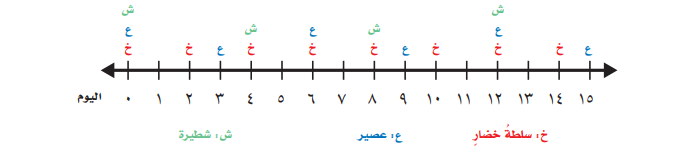 ش ش
ع ش ع ش ع
خ خ ع خ خ خ ع خ خ خ ع
اليوم ٠ ١ ٢ ٣ ٤ ٥ ٦ ٧ ٨ ٩ ١٠ ١١ ١٢ ١٣ ١٤ ١٥
خ: سلطةُ خضارٍ ع: عصير ش: شطيرة